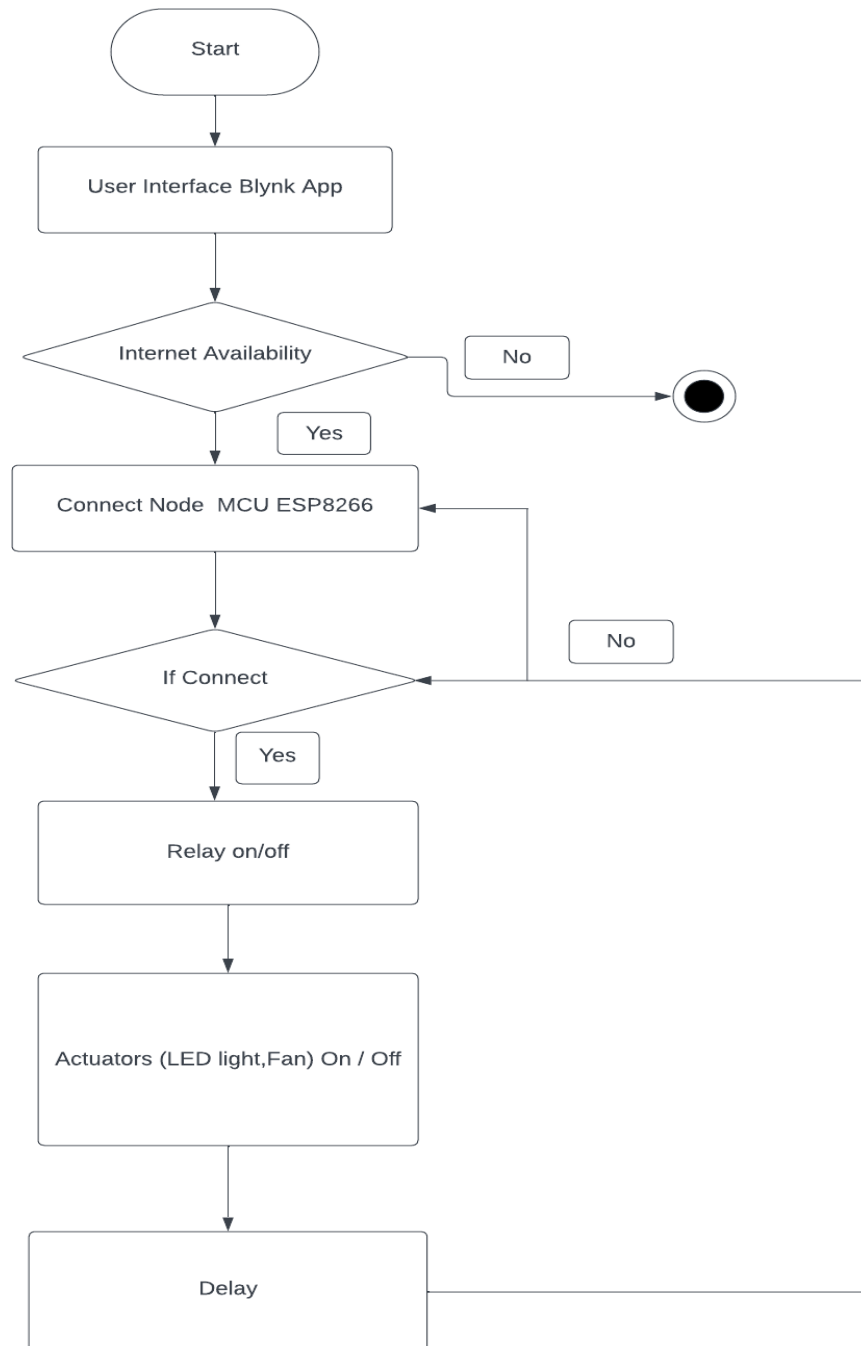 Start
User Interface Blynk App
Internet Availability
No
Yes
Connect Node  MCU ESP8266
No
If Connect
Yes
Relay on/off
Actuators (LED light,Fan) On / Off
Delay